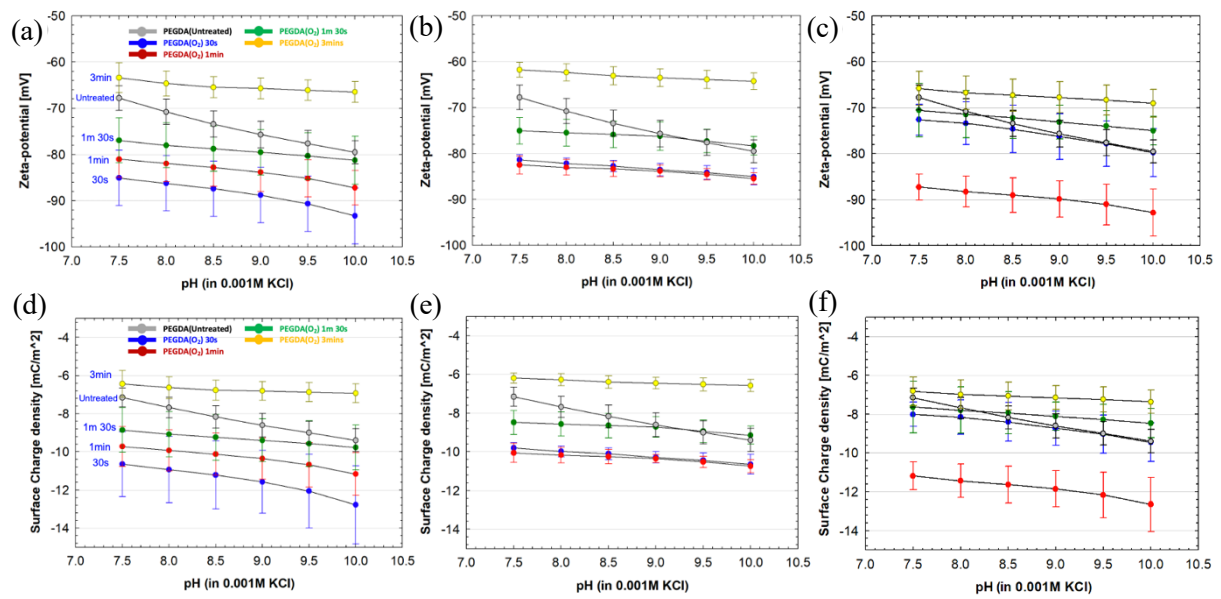 (a)
PEGDA(Untreated)
PEGDA(O₂) 30s
PEGDA(O₂) 1min
PEGDA(O₂) 1m 30s
PEGDA(O₂) 3mins
Zeta-potential [mV]
-50
-60
-70
-80
-90
-100
3min
Untreated
1m 30s
1min
30s
7.0 7.5 8.0 8.5 9.0 9.5 10.0 10.5
pH (in 0.001M KCl)
(b)
Zeta-potential [mV]
-50
-60
-70
-80
-90
-100
7.0 7.5 8.0 8.5 9.0 9.5 10.0 10.5
pH (in 0.001M KCl)
(c)
Zeta-potential [mV]
-50
-60
-70
-80
-90
-100
7.0 7.5 8.0 8.5 9.0 9.5 10.0 10.5
pH (in 0.001M KCl)
(d)
PEGDA(Untreated)
PEGDA(O₂) 30s
PEGDA(O₂) 1min
PEGDA(O₂) 1m 30s
PEGDA(O₂) 3mins
Surface Charge density [mC/m^2]
-4
-6
-8
-10
-12
-14
3min
Untreated
1m 30s
1min
30s
7.0 7.5 8.0 8.5 9.0 9.5 10.0 10.5
pH (in 0.001M KCl)
(e)
Surface Charge density [mC/m^2]
-4
-6
-8
-10
-12
-14
7.0 7.5 8.0 8.5 9.0 9.5 10.0 10.5
pH (in 0.001M KCl)
(f)
Surface Charge density [mC/m^2]
-4
-6
-8
-10
-12
-14
7.0 7.5 8.0 8.5 9.0 9.5 10.0 10.5
pH (in 0.001M KCl)